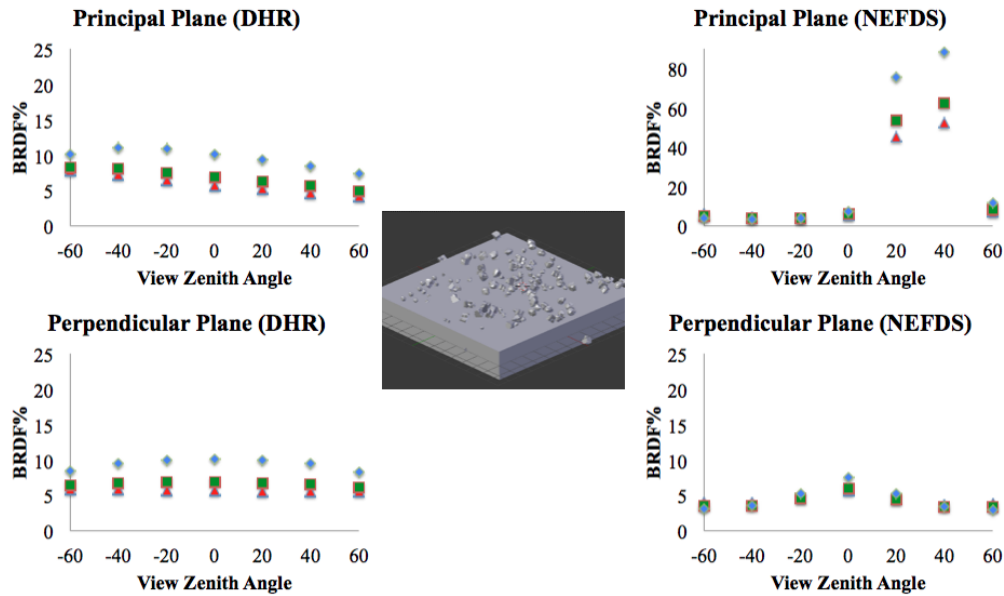 Principal Plane (DHR)
25
20
15
10
5
0
BRDF%
-60 -40 -20 0 20 40 60
View Zenith Angle
Principal Plane (NEFDS)
80
60
40
20
0
BRDF%
-60 -40 -20 0 20 40 60
View Zenith Angle
Perpendicular Plane (DHR)
25
20
15
10
5
0
BRDF%
-60 -40 -20 0 20 40 60
View Zenith Angle
Perpendicular Plane (NEFDS)
25
20
15
10
5
0
BRDF%
-60 -40 -20 0 20 40 60
View Zenith Angle